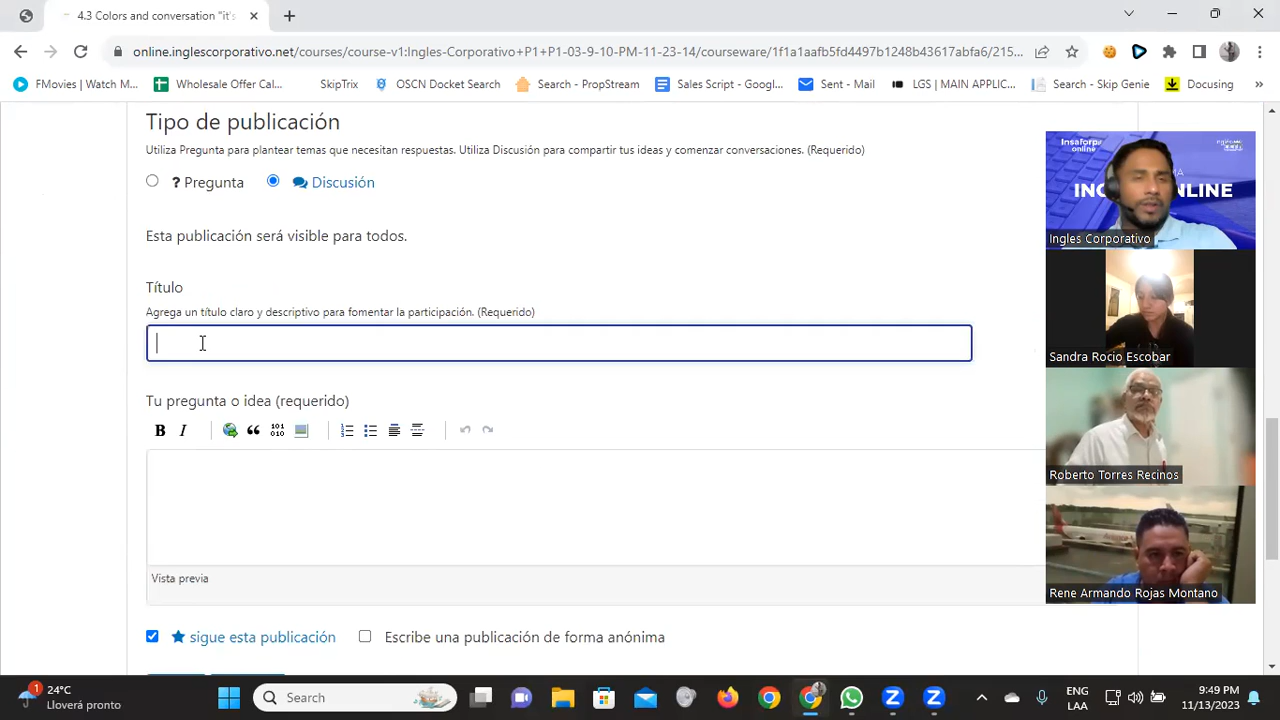 4.3 Colors and conversation "it's
online.inglescorporativo.net/courses/course-v1:Ingles-Corporativo+P1+P1-03-9-10-PM-11-23-14/courseware/1f1a1aafb5fd4497b1248b43617abfa6/215...
FMovies | Watch M...
Wholesale Offer Cal...
SkipTrix
OSCN Docket Search
Search - PropStream
Sales Script - Googl...
Sent - Mail
LGS | MAIN APPLIC...
Search - Skip Genie
Docusing
»
Tipo de publicación
Utiliza Pregunta para plantear temas que requieran respuestas. Utiliza Discusión para compartir tus ideas y comenzar conversaciones. (Requerido)
? Pregunta
Discusión
Esta publicación será visible para todos.
Título
Agrega un título claro y descriptivo para fomentar la participación. (Requerido)
Tu pregunta o idea (requerido)
B I
Vista previa
sigue esta publicación
Escribe una publicación de forma anónima
Insaforp
online
Ingles Corporativo
Sandra Rocio Escobar
Roberto Torres Recinos
Rene Armando Rojas Montano
1
24°C
Lloverá pronto
Search
ENG
LAA
9:49 PM
11/13/2023